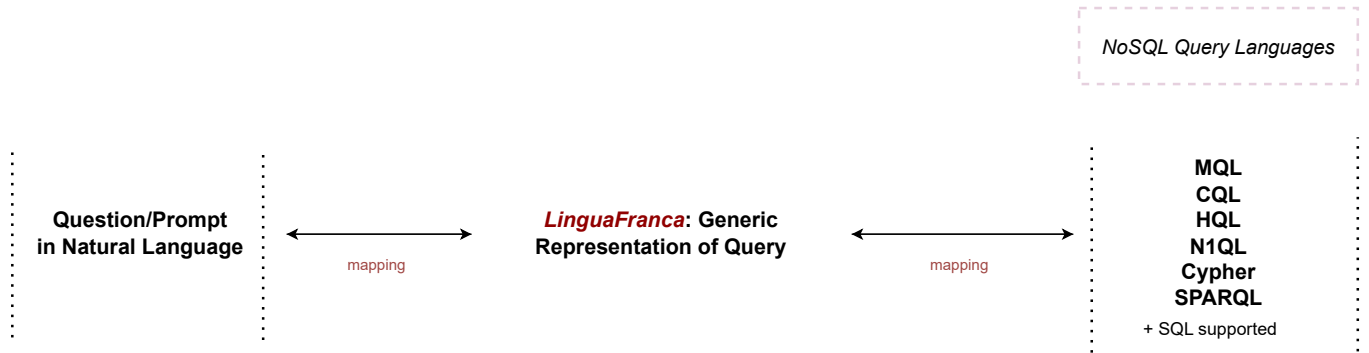 NoSQL Query Languages
Question/Prompt
in Natural Language
mapping
LinguaFranca: Generic
Representation of Query
mapping
MQL
CQL
HQL
N1QL
Cypher
SPARQL
+ SQL supported